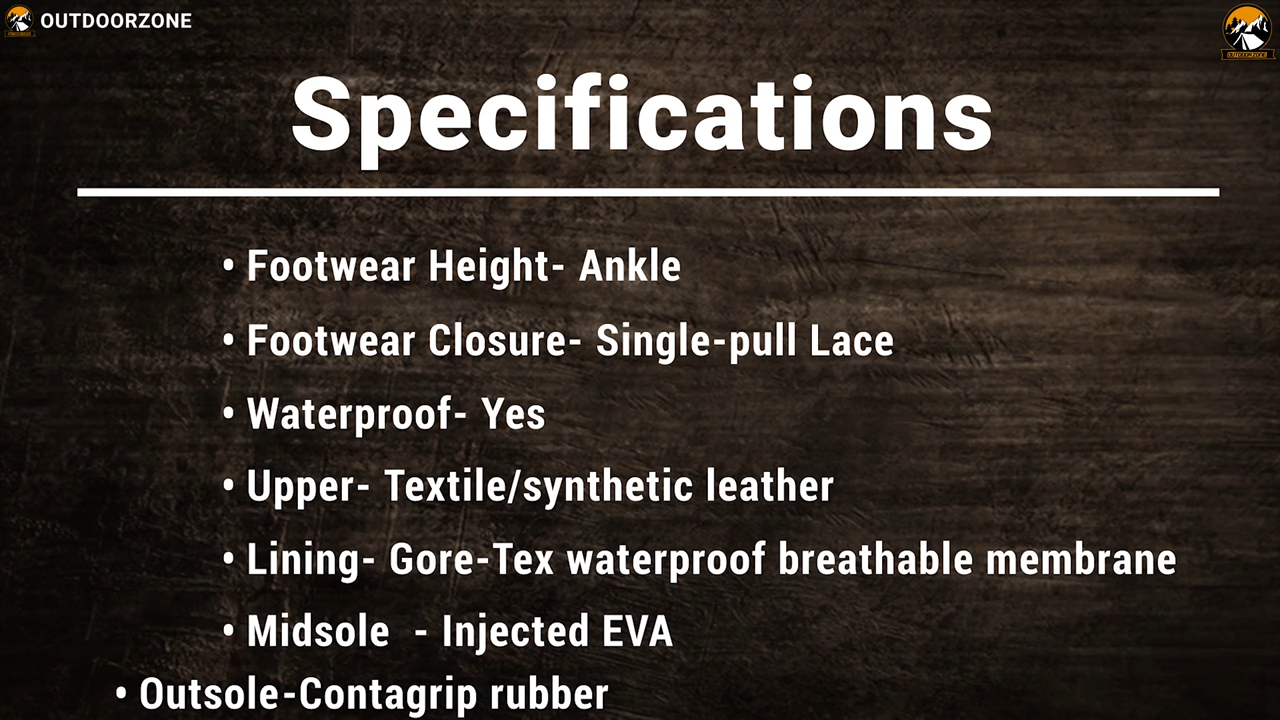 OUTDOORZONE
OUTDOORZONE
Specifications
• Footwear Height- Ankle
• Footwear Closure- Single-pull Lace
• Waterproof- Yes
• Upper- Textile/synthetic leather
• Lining- Gore-Tex waterproof breathable membrane
• Midsole  - Injected EVA
• Outsole-Contagrip rubber